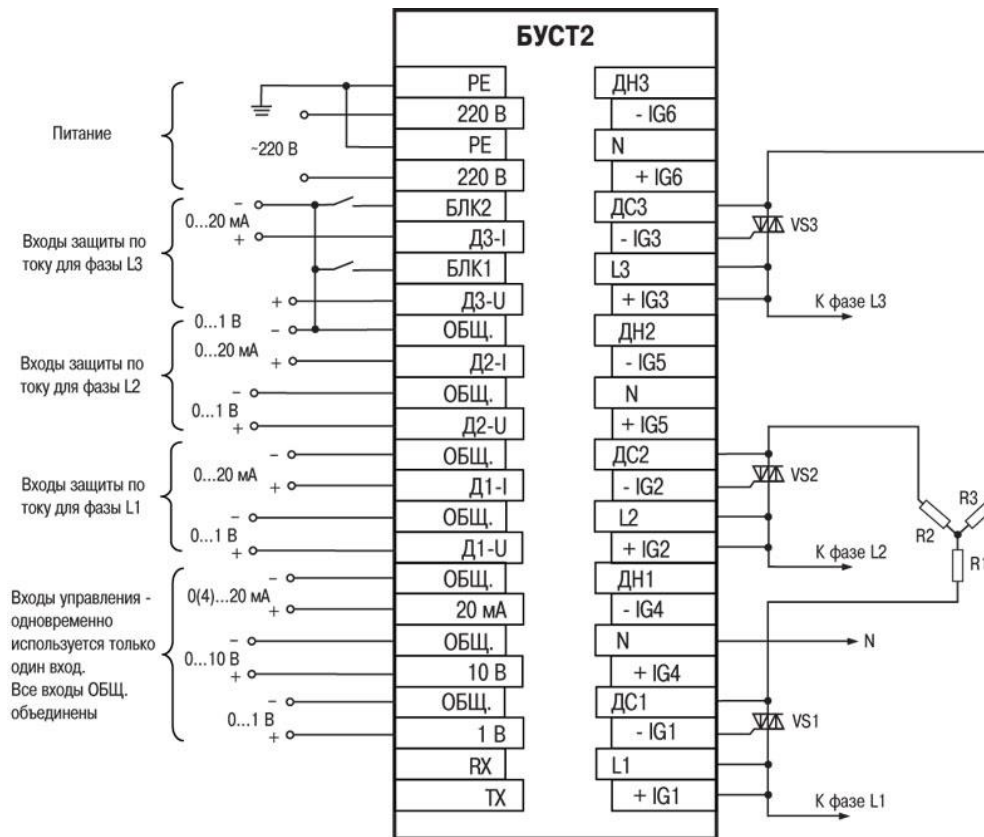 БУСТ2
Питание
~220 В
Входы защиты по
току для фазы L3
−
0...20 мА
+
+
0...1 В
Входы защиты по
току для фазы L2
−
0...20 мА
+
−
0...1 В
+
Входы защиты по
току для фазы L1
−
0...20 мА
+
−
0...1 В
+
Входы управления -
одновременно
используется только
один вход.
Все входы ОБЩ.
объединены
−
0(4)...20 мА
+
−
0...10 В
+
−
0...1 В
+
PE
220 В
PE
220 В
БЛК2
Д3-I
БЛК1
Д3-U
ОБЩ.
Д2-I
ОБЩ.
Д2-U
ОБЩ.
Д1-I
ОБЩ.
Д1-U
ОБЩ.
20 мА
ОБЩ.
10 В
ОБЩ.
1 В
RX
TX
ДН3
- IG6
N
+ IG6
ДС3
- IG3
L3
+ IG3
ДН2
- IG5
N
+ IG5
ДС2
- IG2
L2
+ IG2
ДН1
- IG4
N
+ IG4
ДС1
- IG1
L1
+ IG1
VS3
К фазе L3
VS2
R3
R2
R1
К фазе L2
N
VS1
К фазе L1